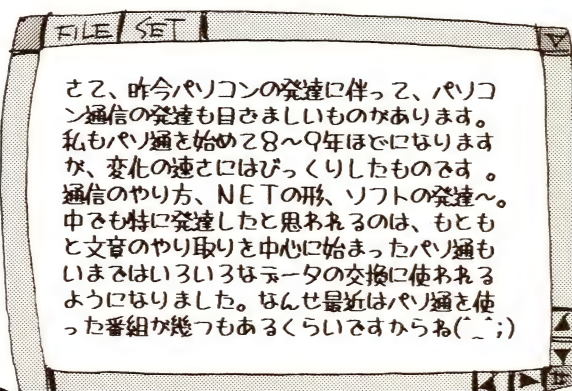 FILE SET
さて、昨今パソコンの発達に伴って、パソコ
ン通信の発達も目さましいものがあります。
私もパソ通を始めて8〜9年ほどになります
が、変化の速さにはびっくりしたものです。
通信のやり方、NETの形、ソフトの発達〜。
中でも特に発達したと思われるのは、もとも
と文章のやり取りを中心に始まったパソ通も
いまではいろいろなデータの交換に使われる
ようになりました。なんせ最近はパソ通を使
った番組が幾つもあるくらいですからね(^_^;)